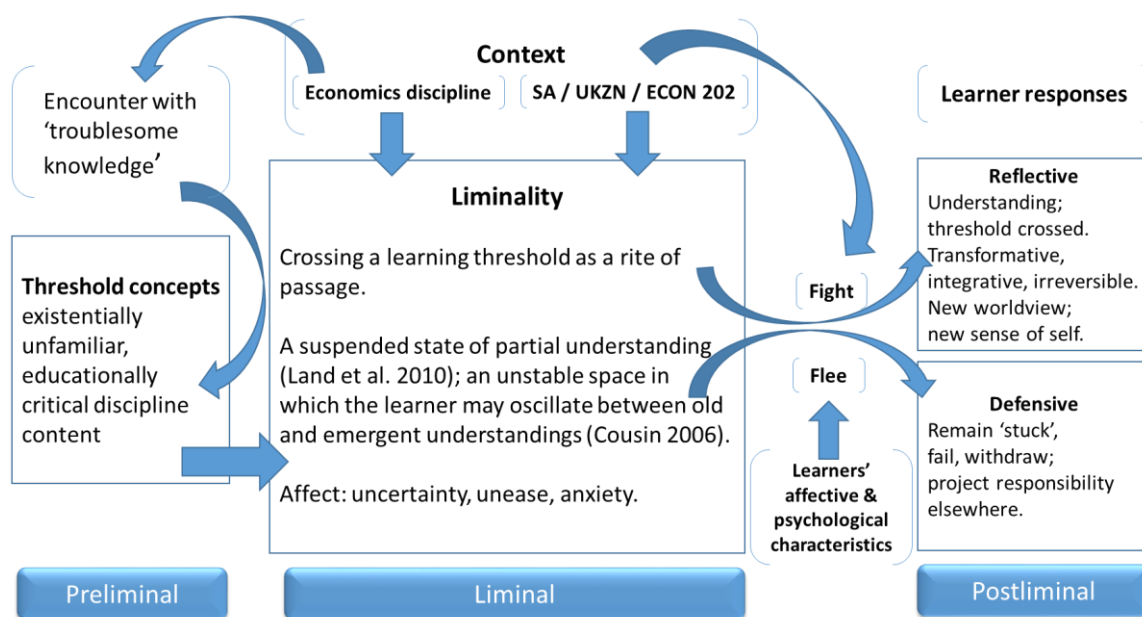 Context
Economics discipline
SA / UKZN / ECON 202
Encounter with
‘troublesome
knowledge’
Threshold concepts
existentially
unfamiliar,
educationally
critical discipline
content
Liminality
Crossing a learning threshold as a rite of
passage.
A suspended state of partial understanding
(Land et al. 2010); an unstable space in
which the learner may oscillate between old
and emergent understandings (Cousin 2006).
Affect: uncertainty, unease, anxiety.
Fight
Flee
Learners’
affective &
psychological
characteristics
Learner responses
Reflective
Understanding;
threshold crossed.
Transformative,
integrative, irreversible.
New worldview;
new sense of self.
Defensive
Remain ‘stuck’,
fail, withdraw;
project responsibility
elsewhere.
Preliminal
Liminal
Postliminal